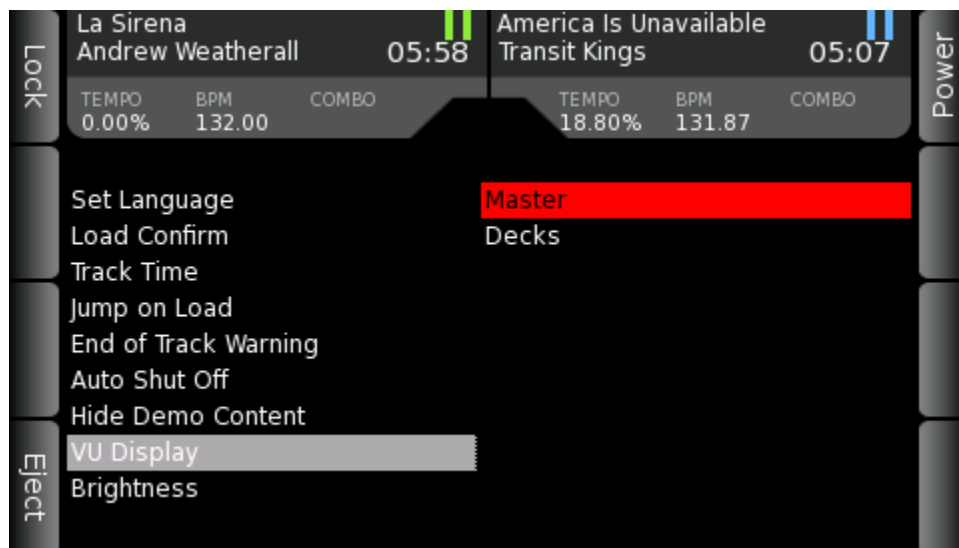 Lock
La Sirena
Andrew Weatherall 05:58
TEMPO BPM COMBO
0.00% 132.00
America Is Unavailable
Transit Kings 05:07
TEMPO BPM COMBO
18.80% 131.87
Power
Set Language
Load Confirm
Track Time
Jump on Load
End of Track Warning
Auto Shut Off
Hide Demo Content
VU Display
Brightness
Master
Decks
Eject